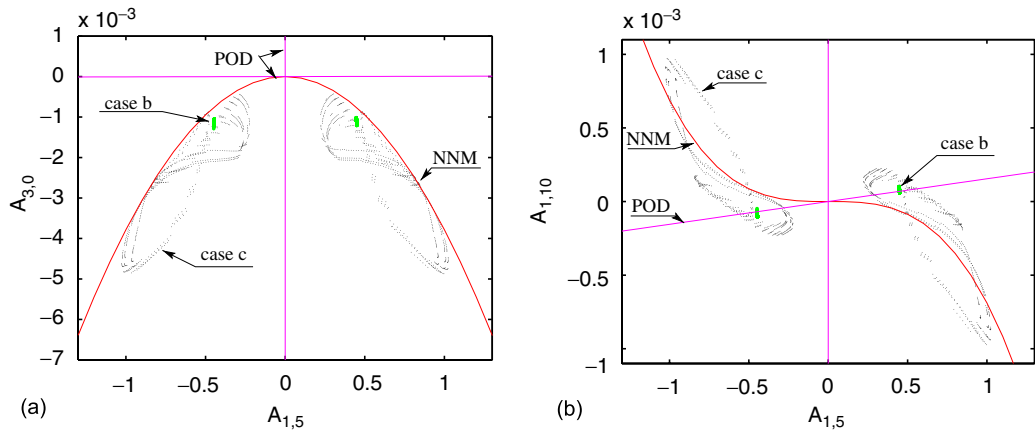 x 10⁻³
1
0
−1
−2
−3
−4
−5
−6
−7
A₃,₀
POD
case b
NNM
case c
−1
−0.5
0
0.5
1
A₁,₅
(a)
x 10⁻³
1
0.5
0
−0.5
−1
A₁,₁₀
case c
NNM
case b
POD
−1
−0.5
0
0.5
1
A₁,₅
(b)